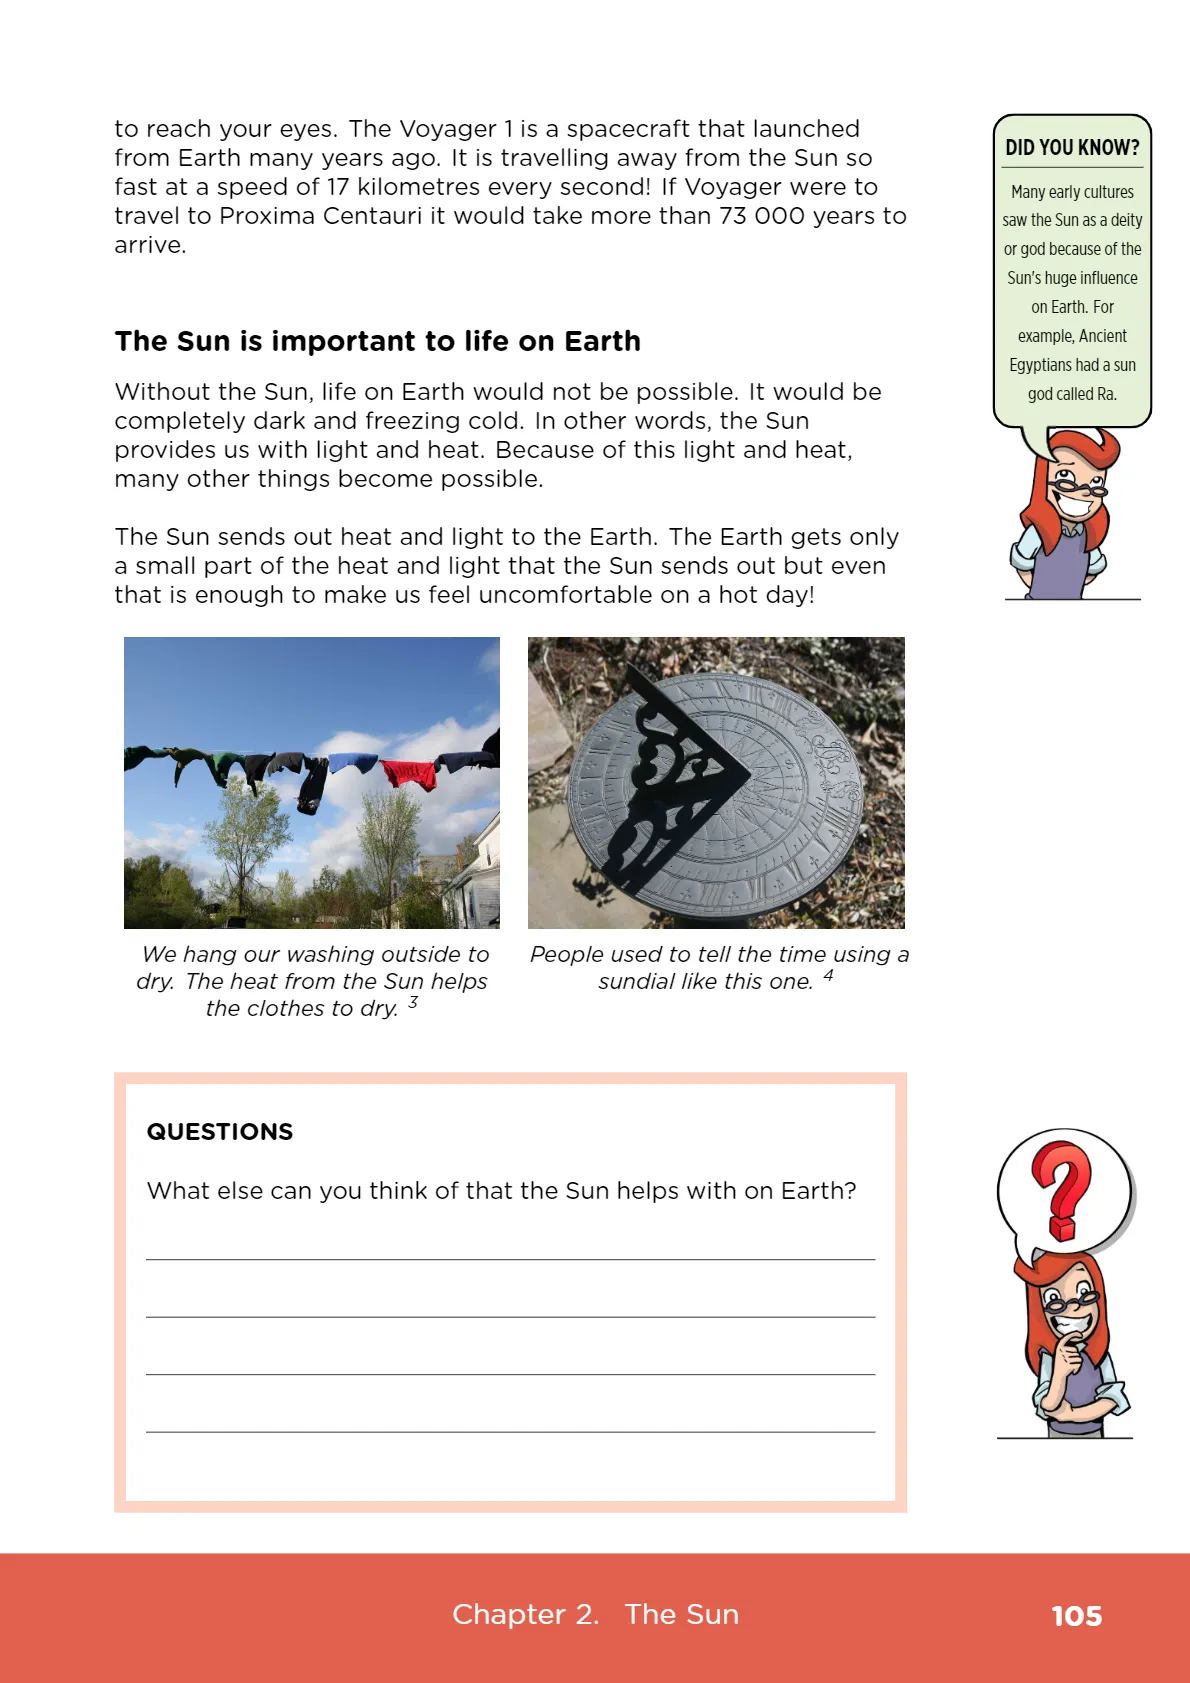 to reach your eyes. The Voyager 1 is a spacecraft that launched
from Earth many years ago. It is travelling away from the Sun so
fast at a speed of 17 kilometres every second! If Voyager were to
travel to Proxima Centauri it would take more than 73 000 years to
arrive.
The Sun is important to life on Earth
Without the Sun, life on Earth would not be possible. It would be
completely dark and freezing cold. In other words, the Sun
provides us with light and heat. Because of this light and heat,
many other things become possible.
The Sun sends out heat and light to the Earth. The Earth gets only
a small part of the heat and light that the Sun sends out but even
that is enough to make us feel uncomfortable on a hot day!
We hang our washing outside to
dry. The heat from the Sun helps
the clothes to dry. 3
People used to tell the time using a
sundial like this one. 4
DID YOU KNOW?
Many early cultures
saw the Sun as a deity
or god because of the
Sun's huge influence
on Earth. For
example, Ancient
Egyptians had a sun
god called Ra.
QUESTIONS
What else can you think of that the Sun helps with on Earth?
?
Chapter 2. The Sun
105